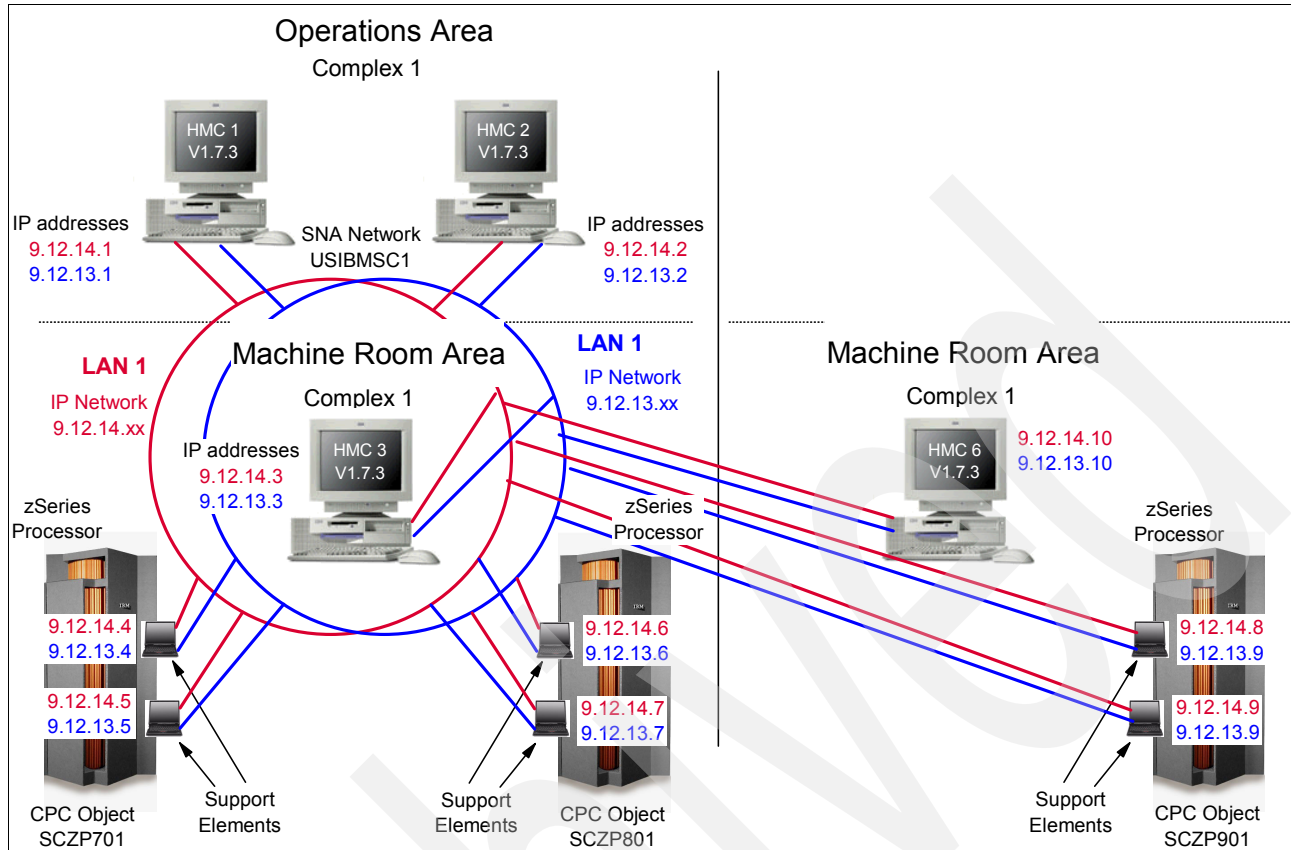 Operations Area
Complex 1
HMC 1
V1.7.3
HMC 2
V1.7.3
IP addresses
9.12.14.1
9.12.13.1
SNA Network
USIBMSC1
IP addresses
9.12.14.2
9.12.13.2
LAN 1
IP Network
9.12.14.xx
Machine Room Area
Complex 1
LAN 1
IP Network
9.12.13.xx
IP addresses
9.12.14.3
9.12.13.3
HMC 3
V1.7.3
Machine Room Area
Complex 1
HMC 6
V1.7.3
9.12.14.10
9.12.13.10
zSeries
Processor
9.12.14.4
9.12.13.4
9.12.14.5
9.12.13.5
Support
Elements
CPC Object
SCZP701
zSeries
Processor
IBM
9.12.14.6
9.12.13.6
9.12.14.7
9.12.13.7
Support
Elements
CPC Object
SCZP801
zSeries
Processor
IBM
9.12.14.8
9.12.13.9
9.12.14.9
9.12.13.9
Support
Elements
CPC Object
SCZP901